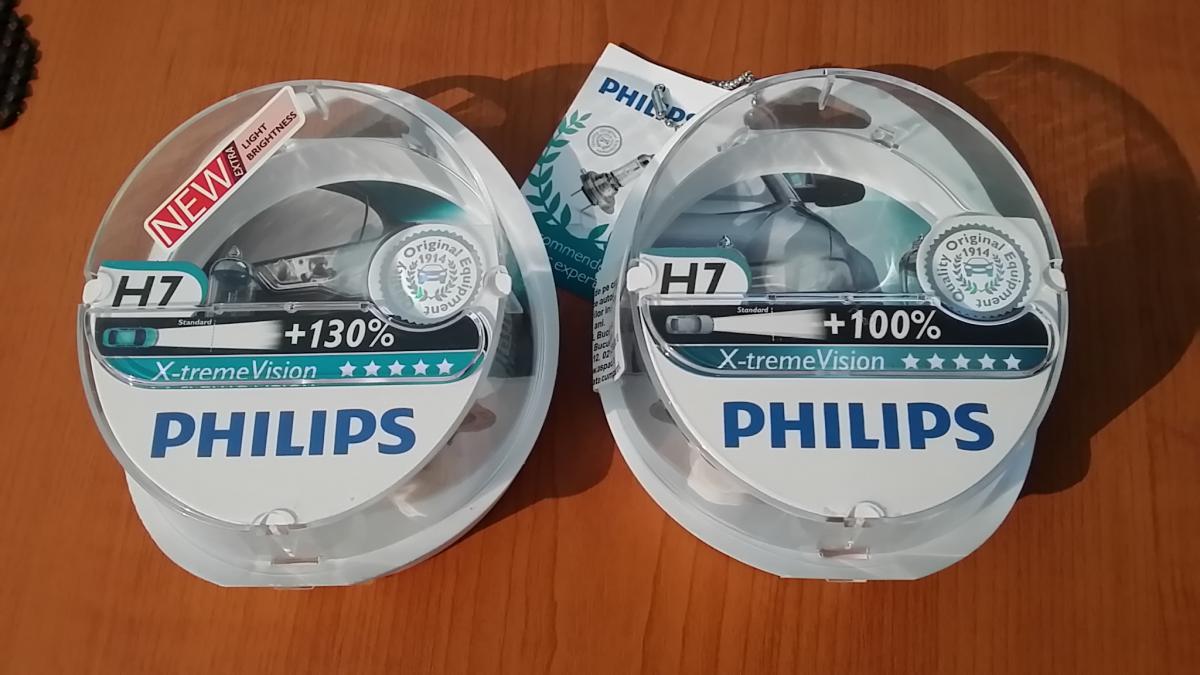 NEW EXTRA LIGHT
BRIGHTNESS
H7
Original Equipment
1914
Standard
+130%
X-tremeVision
PHILIPS
PHILIPS
H7
Quality Original Equipment
1914
Standard
+100%
X-tremeVision
PHILIPS